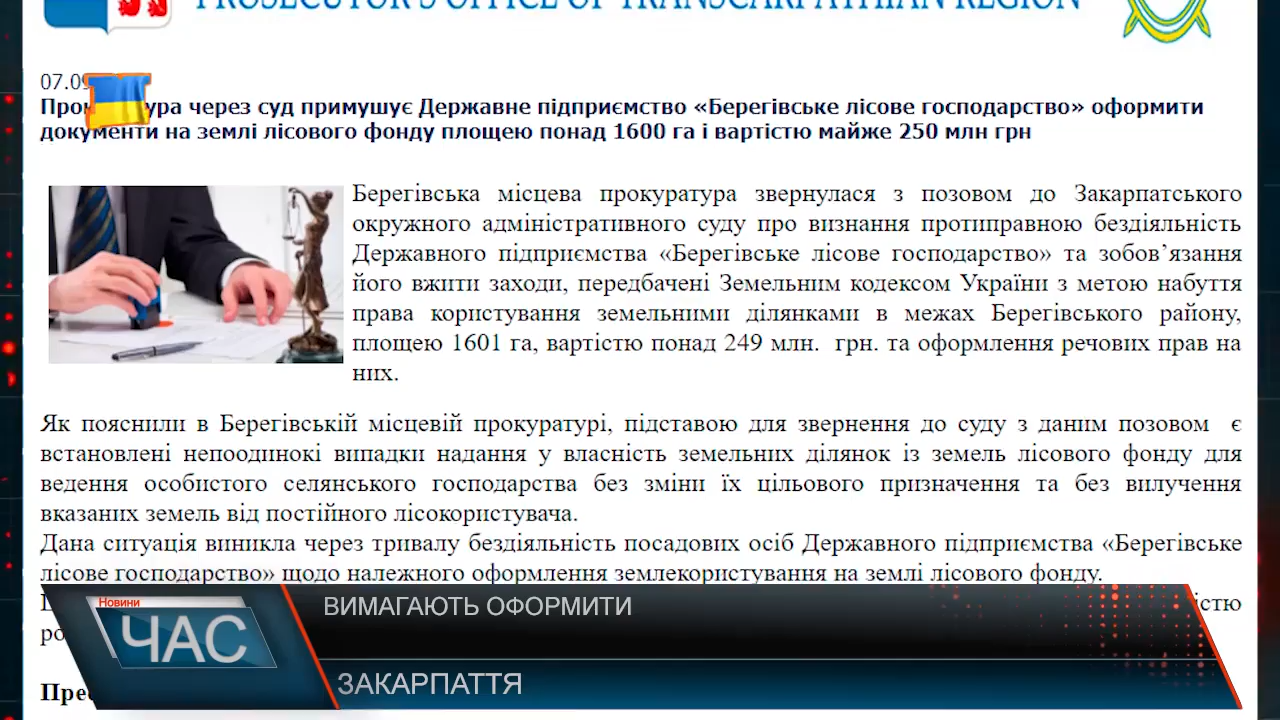 PROSECUTOR'S OFFICE OF TRANSCARPATHIAN REGION
07.09
Прокуратура через суд примушує Державне підприємство «Берегівське лісове господарство» оформити
документи на землі лісового фонду площею понад 1600 га і вартістю майже 250 млн грн
Берегівська місцева прокуратура звернулася з позовом до Закарпатського
окружного адміністративного суду про визнання протиправною бездіяльність
Державного підприємства «Берегівське лісове господарство» та зобов’язання
його вжити заходи, передбачені Земельним кодексом України з метою набуття
права користування земельними ділянками в межах Берегівського району,
площею 1601 га, вартістю понад 249 млн. грн. та оформлення речових прав на
них.
Як пояснили в Берегівській місцевій прокуратурі, підставою для звернення до суду з даним позовом є
встановлені непоодинокі випадки надання у власність земельних ділянок із земель лісового фонду для
ведення особистого селянського господарства без зміни їх цільового призначення та без вилучення
вказаних земель від постійного лісокористувача.
Дана ситуація виникла через тривалу бездіяльність посадових осіб Державного підприємства «Берегівське
лісове господарство» щодо належного оформлення землекористування на землі лісового фонду.
Новини
ЧАС
ВИМАГАЮТЬ ОФОРМИТИ
ЗАКАРПАТТЯ